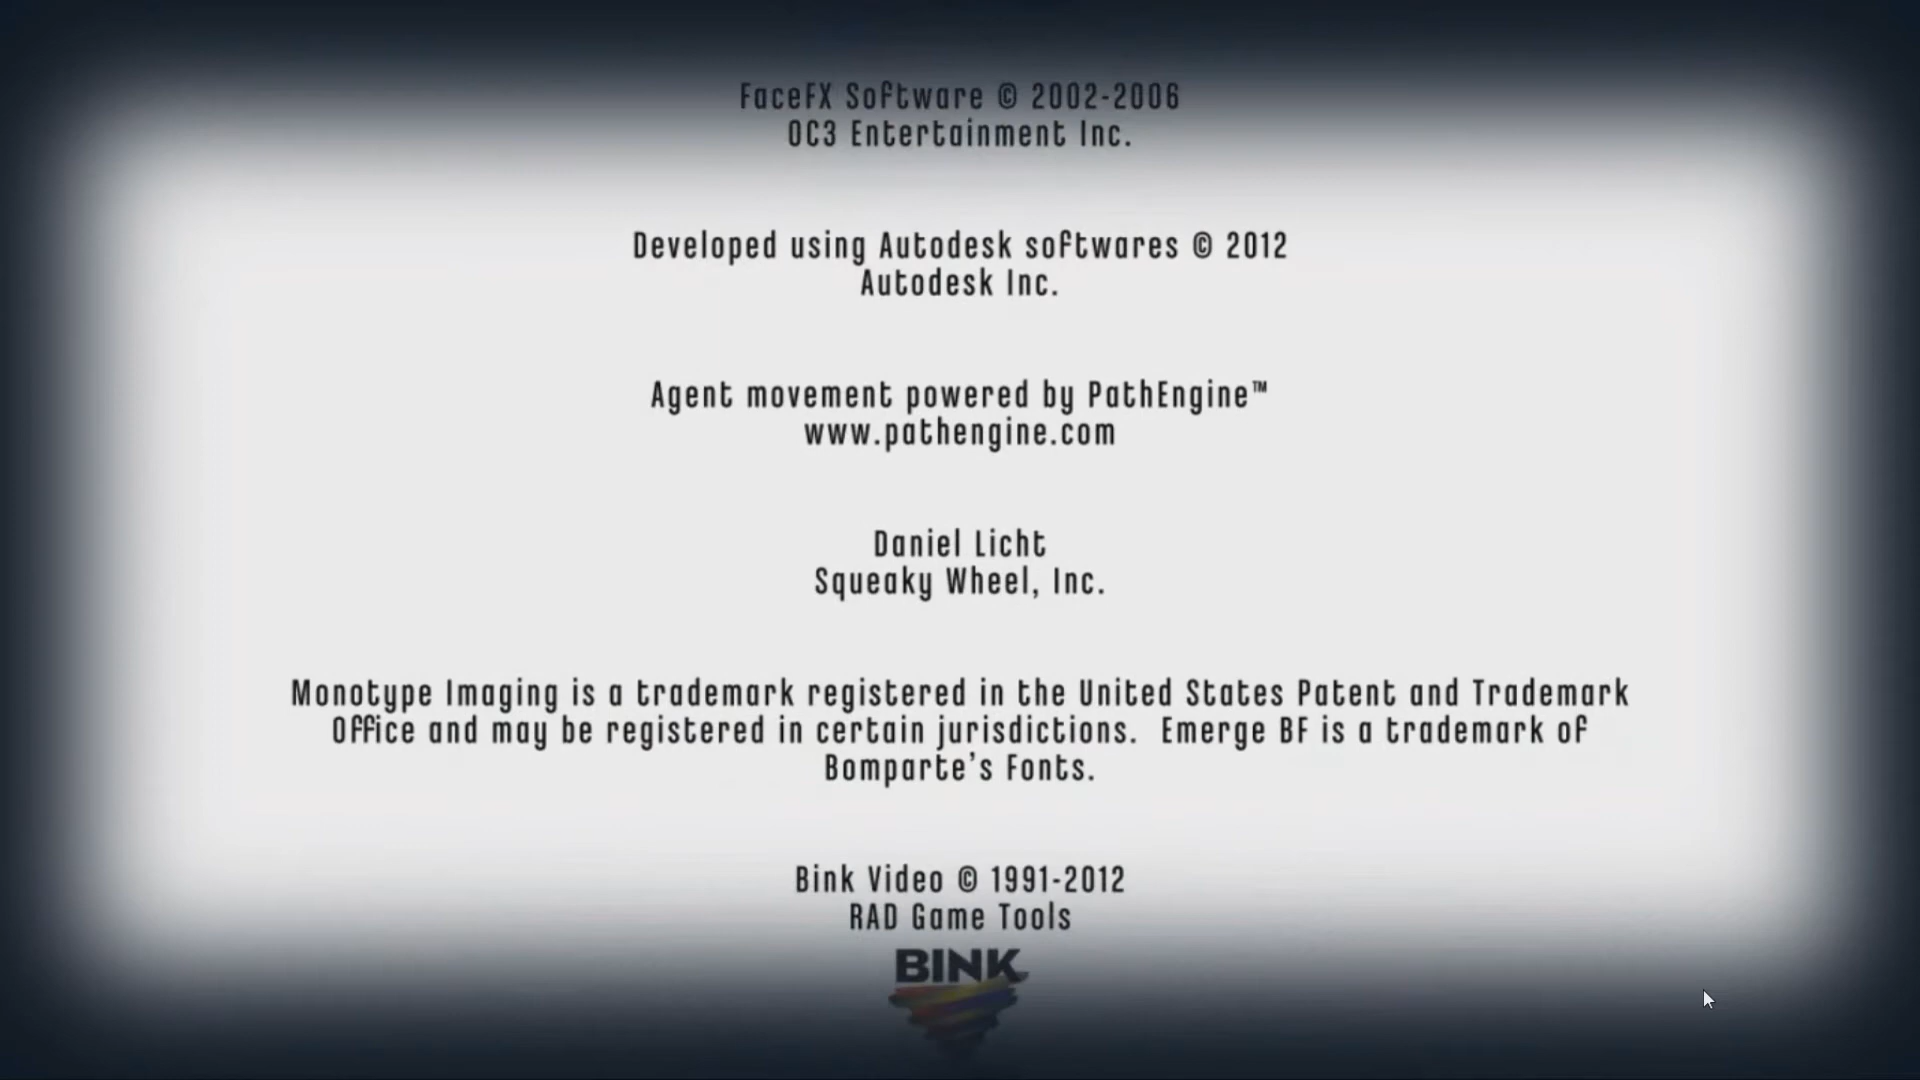 FaceFX Software © 2002-2006
OC3 Entertainment Inc.
Developed using Autodesk softwares © 2012
Autodesk Inc.
Agent movement powered by PathEngine™
www.pathengine.com
Daniel Licht
Squeaky Wheel, Inc.
Monotype Imaging is a trademark registered in the United States Patent and Trademark
Office and may be registered in certain jurisdictions.  Emerge BF is a trademark of
Bomparte's Fonts.
Bink Video © 1991-2012
RAD Game Tools
BINK